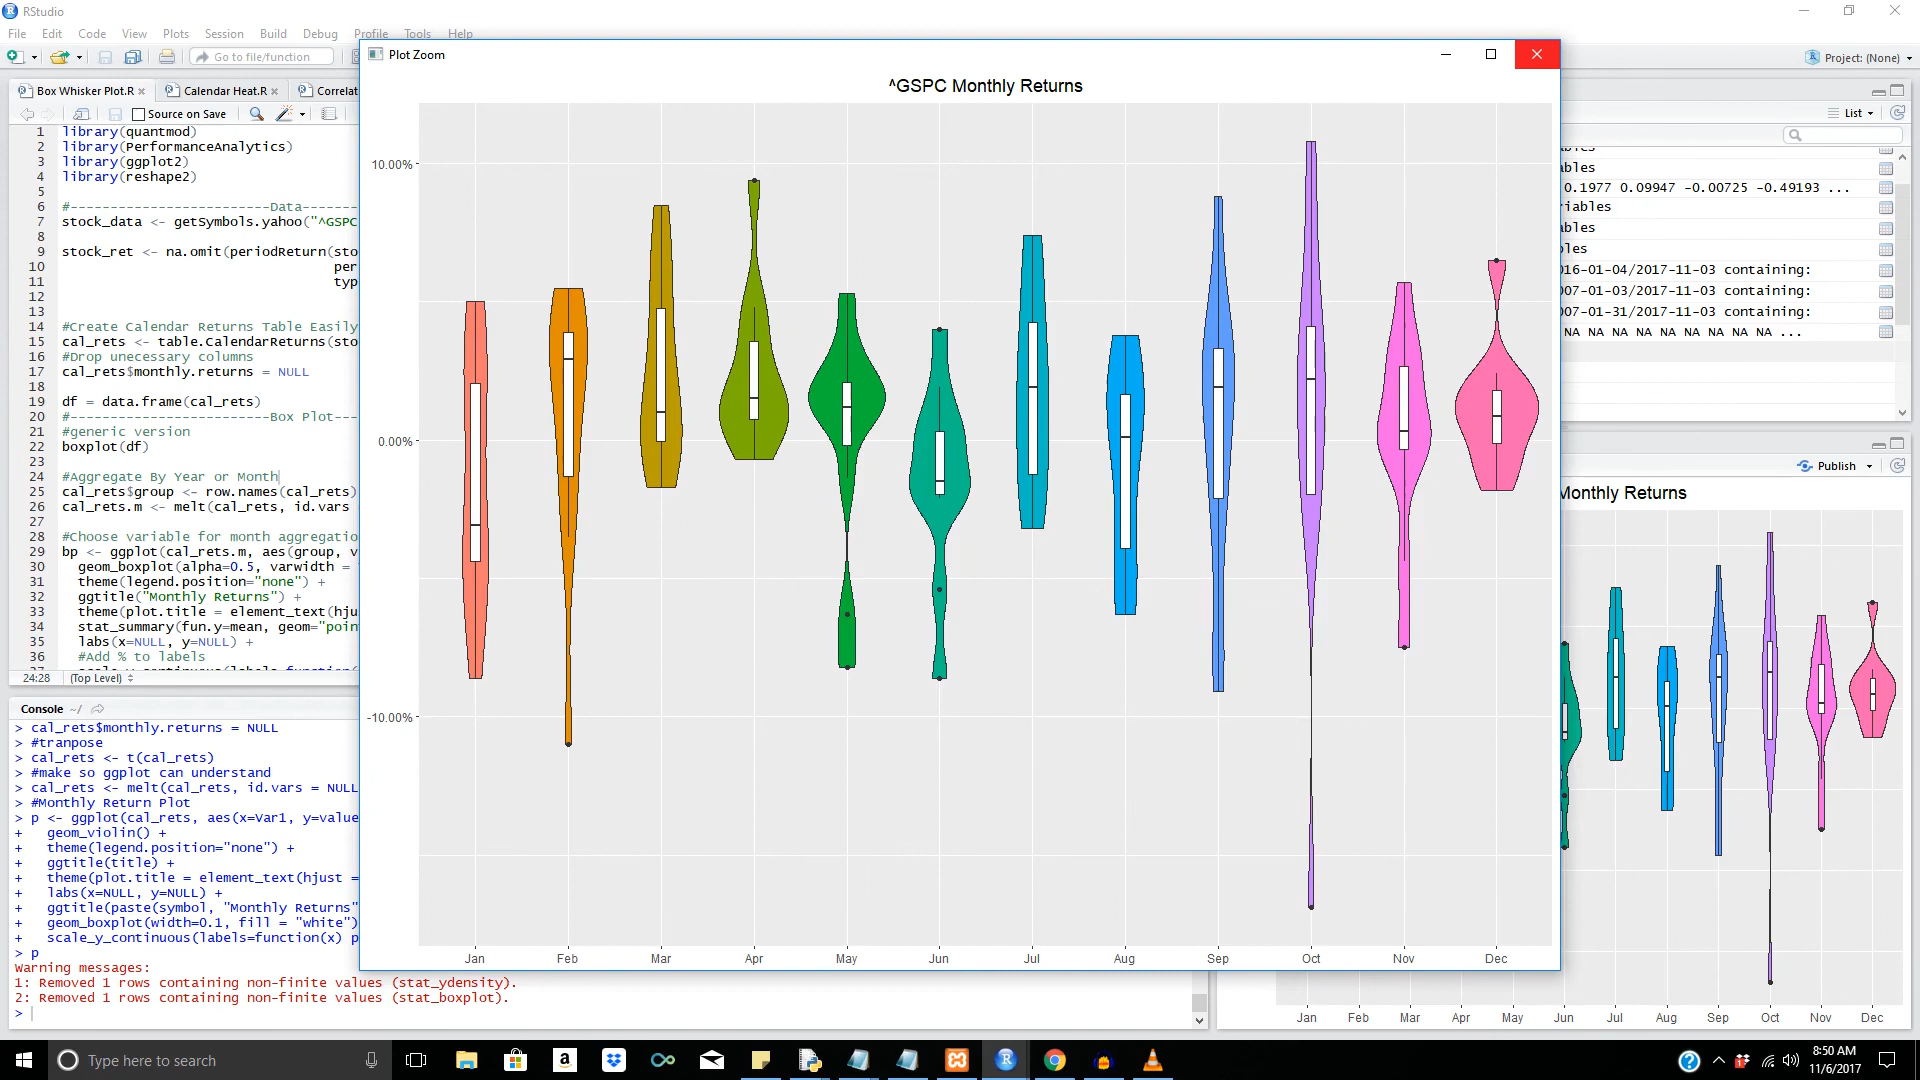 RStudio
File Edit Code View Plots Session Build Debug Profile Tools Help
Go to file/function
Project: (None)
Plot Zoom
Box Whisker Plot.R
Calendar Heat.R
Correlat
Source on Save
1 library(quantmod)
2 library(PerformanceAnalytics)
3 library(ggplot2)
4 library(reshape2)
5
6 #-------------------------Data-------
7 stock_data <- getSymbols.yahoo("^GSPC
8
9 stock_ret <- na.omit(periodReturn(sto
10 per
11 typ
12
13
14 #Create Calendar Returns Table Easily
15 cal_rets <- table.CalendarReturns(sto
16 #Drop unecessary columns
17 cal_rets$monthly.returns = NULL
18
19 df = data.frame(cal_rets)
20 #-------------------------Box Plot---
21 #generic version
22 boxplot(df)
23
24 #Aggregate By Year or Month
25 cal_rets$group <- row.names(cal_rets)
26 cal_rets.m <- melt(cal_rets, id.vars
27
28 #Choose variable for month aggregatio
29 bp <- ggplot(cal_rets.m, aes(group, v
30 geom_boxplot(alpha=0.5, varwidth =
31 theme(legend.position="none") +
32 ggtitle("Monthly Returns") +
33 theme(plot.title = element_text(hju
34 stat_summary(fun.y=mean, geom="poin
35 labs(x=NULL, y=NULL) +
36 #Add % to labels
24:28 (Top Level)
Console ~/
> cal_rets$monthly.returns = NULL
> #tranpose
> cal_rets <- t(cal_rets)
> #make so ggplot can understand
> cal_rets <- melt(cal_rets, id.vars = NULL
> #Monthly Return Plot
> p <- ggplot(cal_rets, aes(x=Var1, y=value
+ geom_violin() +
+ theme(legend.position="none") +
+ ggtitle(title) +
+ theme(plot.title = element_text(hjust =
+ labs(x=NULL, y=NULL) +
+ ggtitle(paste(symbol, "Monthly Returns"
+ geom_boxplot(width=0.1, fill = "white")
+ scale_y_continuous(labels=function(x) p
> p
Warning messages:
1: Removed 1 rows containing non-finite values (stat_ydensity).
2: Removed 1 rows containing non-finite values (stat_boxplot).
>
^GSPC Monthly Returns
10.00%
0.00%
-10.00%
Jan Feb Mar Apr May Jun Jul Aug Sep Oct Nov Dec
List
bles
0.1977 0.09947 -0.00725 -0.49193 ...
riables
bles
les
016-01-04/2017-11-03 containing:
007-01-03/2017-11-03 containing:
007-01-31/2017-11-03 containing:
NA NA NA NA NA NA NA NA NA ...
Publish
Monthly Returns
Jan Feb Mar Apr May Jun Jul Aug Sep Oct Nov Dec
Type here to search
8:50 AM
11/6/2017